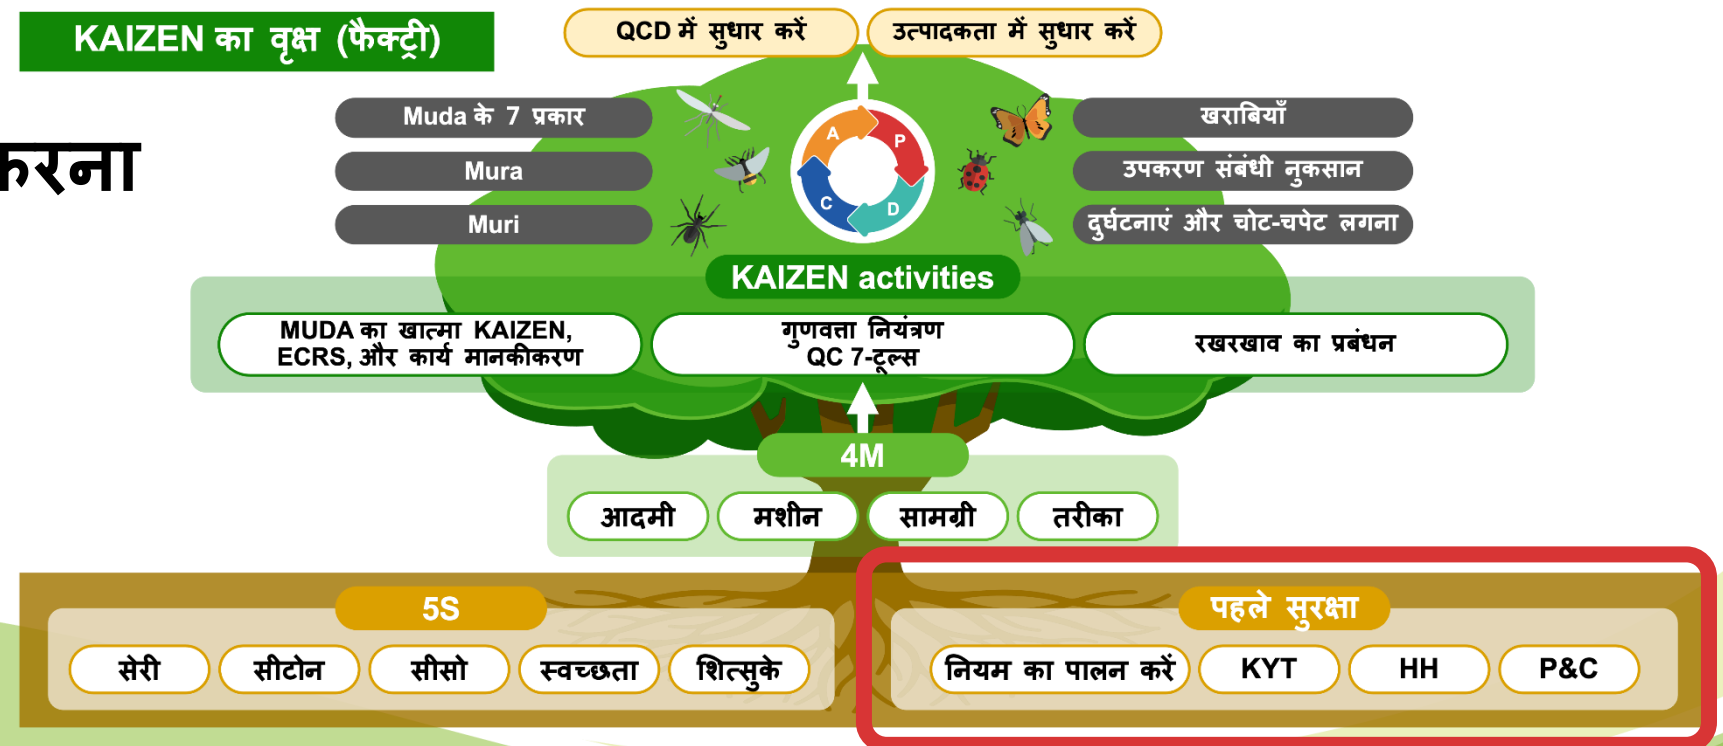 KAIZEN का वृक्ष (फैक्ट्री)
QCD में सुधार करें
उत्पादकता में सुधार करें
करना
Muda के 7 प्रकार
Mura
Muri
A
P
C
D
खराबियाँ
उपकरण संबंधी नुकसान
दुर्घटनाएं और चोट-चपेट लगना
KAIZEN activities
MUDA का खात्मा KAIZEN,
ECRS, और कार्य मानकीकरण
गुणवत्ता नियंत्रण
QC 7-टूल्स
रखरखाव का प्रबंधन
4M
आदमी
मशीन
सामग्री
तरीका
5S
सेरी
सीटोन
सीसो
स्वच्छता
शित्सुके
पहले सुरक्षा
नियम का पालन करें
KYT
HH
P&C